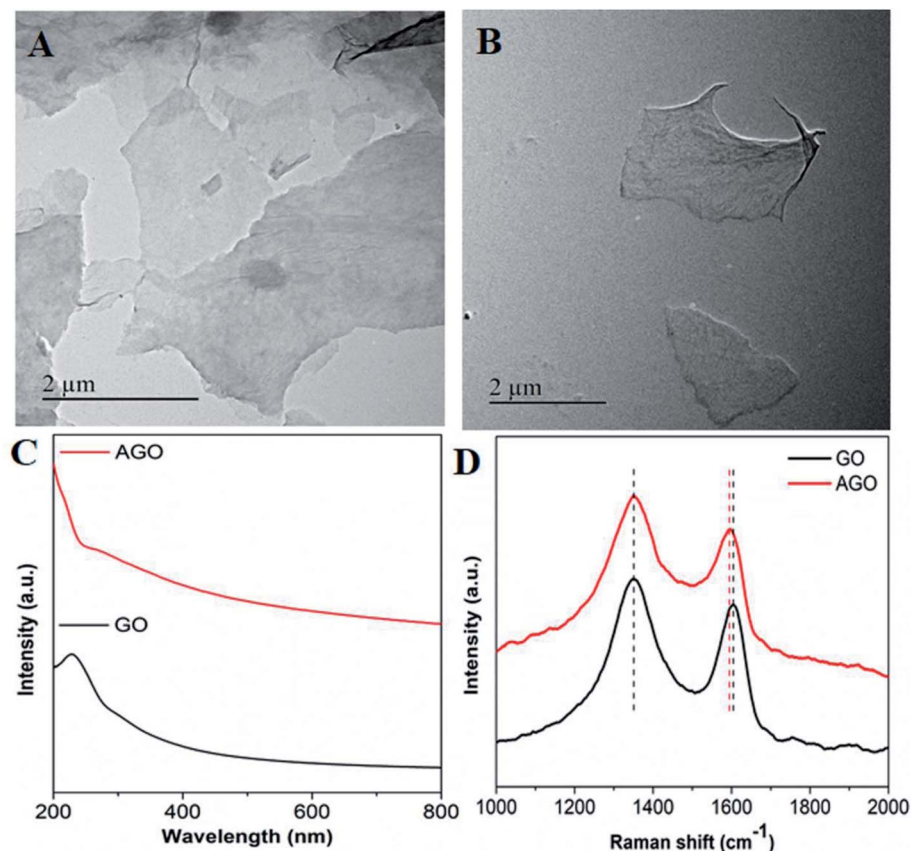 A
2 µm
B
2 µm
C
AGO
GO
Intensity (a.u.)
200
400
600
800
Wavelength (nm)
D
GO
AGO
Intensity (a.u.)
1000
1200
1400
1600
1800
2000
Raman shift (cm⁻¹)